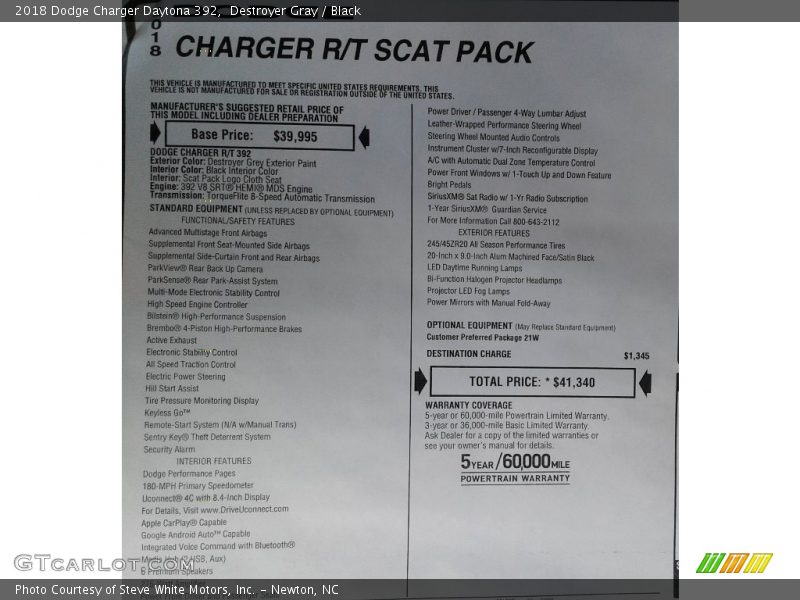 2018 Dodge Charger Daytona 392, Destroyer Gray / Black
018
CHARGER R/T SCAT PACK
THIS VEHICLE IS MANUFACTURED TO MEET SPECIFIC UNITED STATES REQUIREMENTS. THIS
VEHICLE IS NOT MANUFACTURED FOR SALE OR REGISTRATION OUTSIDE OF THE UNITED STATES.
MANUFACTURER'S SUGGESTED RETAIL PRICE OF
THIS MODEL INCLUDING DEALER PREPARATION
Base Price: $39,995
DODGE CHARGER R/T 392
Exterior Color: Destroyer Grey Exterior Paint
Interior Color: Black Interior Color
Interior: Scat Pack Logo Cloth Seat
Engine: 392 V8 SRT® HEMI® MDS Engine
Transmission: TorqueFlite 8-Speed Automatic Transmission
STANDARD EQUIPMENT (UNLESS REPLACED BY OPTIONAL EQUIPMENT)
FUNCTIONAL/SAFETY FEATURES
Advanced Multistage Front Airbags
Supplemental Front Seat-Mounted Side Airbags
Supplemental Side-Curtain Front and Rear Airbags
ParkView® Rear Back Up Camera
ParkSense® Rear Park-Assist System
Multi-Mode Electronic Stability Control
High Speed Engine Controller
Bilstein® High-Performance Suspension
Brembo® 4-Piston High-Performance Brakes
Active Exhaust
Electronic Stability Control
All Speed Traction Control
Electric Power Steering
Hill Start Assist
Tire Pressure Monitoring Display
Keyless Go™
Remote-Start System (N/A w/Manual Trans)
Sentry Key® Theft Deterrent System
Security Alarm
INTERIOR FEATURES
Dodge Performance Pages
180-MPH Primary Speedometer
Uconnect® 4C with 8.4-Inch Display
For Details, Visit www.DriveUconnect.com
Apple CarPlay® Capable
Google Android Auto™ Capable
Integrated Voice Command with Bluetooth®
Media Hub (2 USB, Aux)
6 Premium Speakers
Power Driver / Passenger 4-Way Lumbar Adjust
Leather-Wrapped Performance Steering Wheel
Steering Wheel Mounted Audio Controls
Instrument Cluster w/7-Inch Reconfigurable Display
A/C with Automatic Dual Zone Temperature Control
Power Front Windows w/ 1-Touch Up and Down Feature
Bright Pedals
SiriusXM® Sat Radio w/ 1-Yr Radio Subscription
1-Year SiriusXM® Guardian Service
For More Information Call 800-643-2112
EXTERIOR FEATURES
245/45ZR20 All Season Performance Tires
20-Inch x 9.0-Inch Alum Machined Face/Satin Black
LED Daytime Running Lamps
Bi-Function Halogen Projector Headlamps
Projector LED Fog Lamps
Power Mirrors with Manual Fold-Away
OPTIONAL EQUIPMENT (May Replace Standard Equipment)
Customer Preferred Package 21W
DESTINATION CHARGE $1,345
TOTAL PRICE: * $41,340
WARRANTY COVERAGE
5-year or 60,000-mile Powertrain Limited Warranty.
3-year or 36,000-mile Basic Limited Warranty.
Ask Dealer for a copy of the limited warranties or
see your owner's manual for details.
5YEAR/60,000MILE
POWERTRAIN WARRANTY
GTCARLOT.COM
Photo Courtesy of Steve White Motors, Inc. – Newton, NC